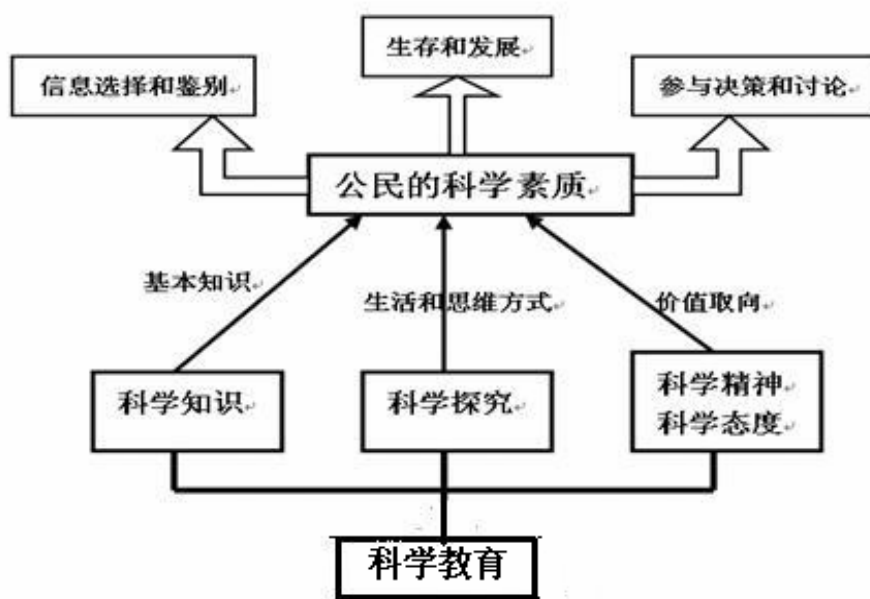 生存和发展
信息选择和鉴别
参与决策和讨论
公民的科学素质
基本知识
生活和思维方式
价值取向
科学知识
科学探究
科学精神
科学态度
科学教育